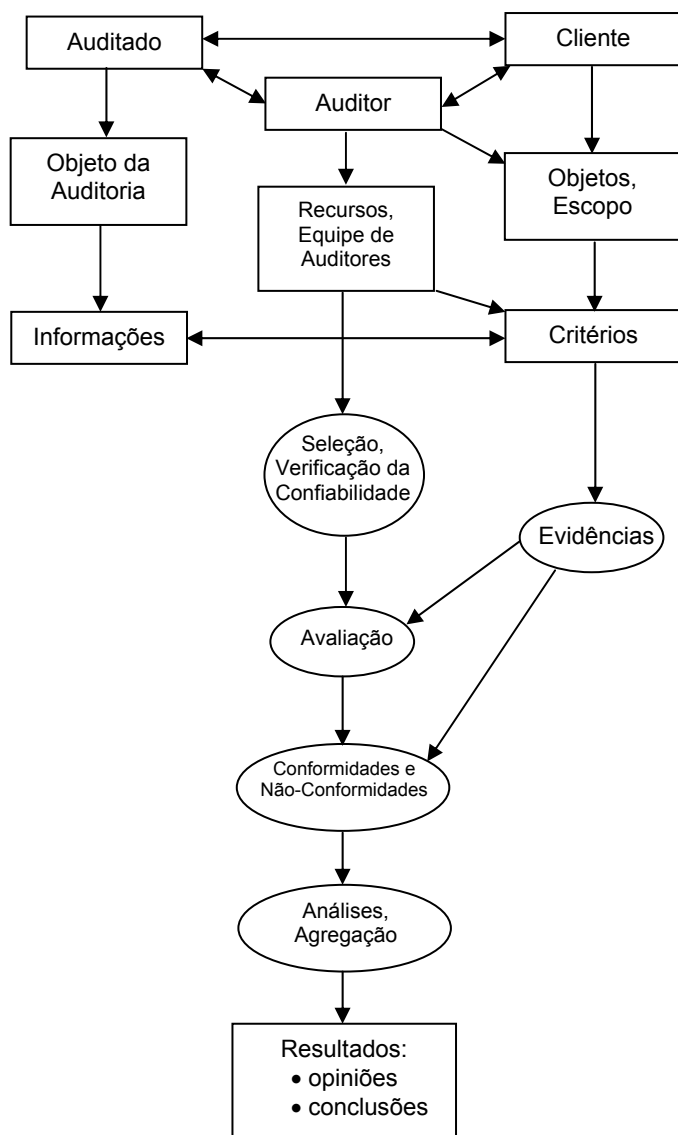 Auditado
Cliente
Auditor
Objeto da
Auditoria
Objetos,
Escopo
Recursos,
Equipe de
Auditores
Informações
Critérios
Seleção,
Verificação da
Confiabilidade
Evidências
Avaliação
Conformidades e
Não-Conformidades
Análises,
Agregação
Resultados:
• opiniões
• conclusões